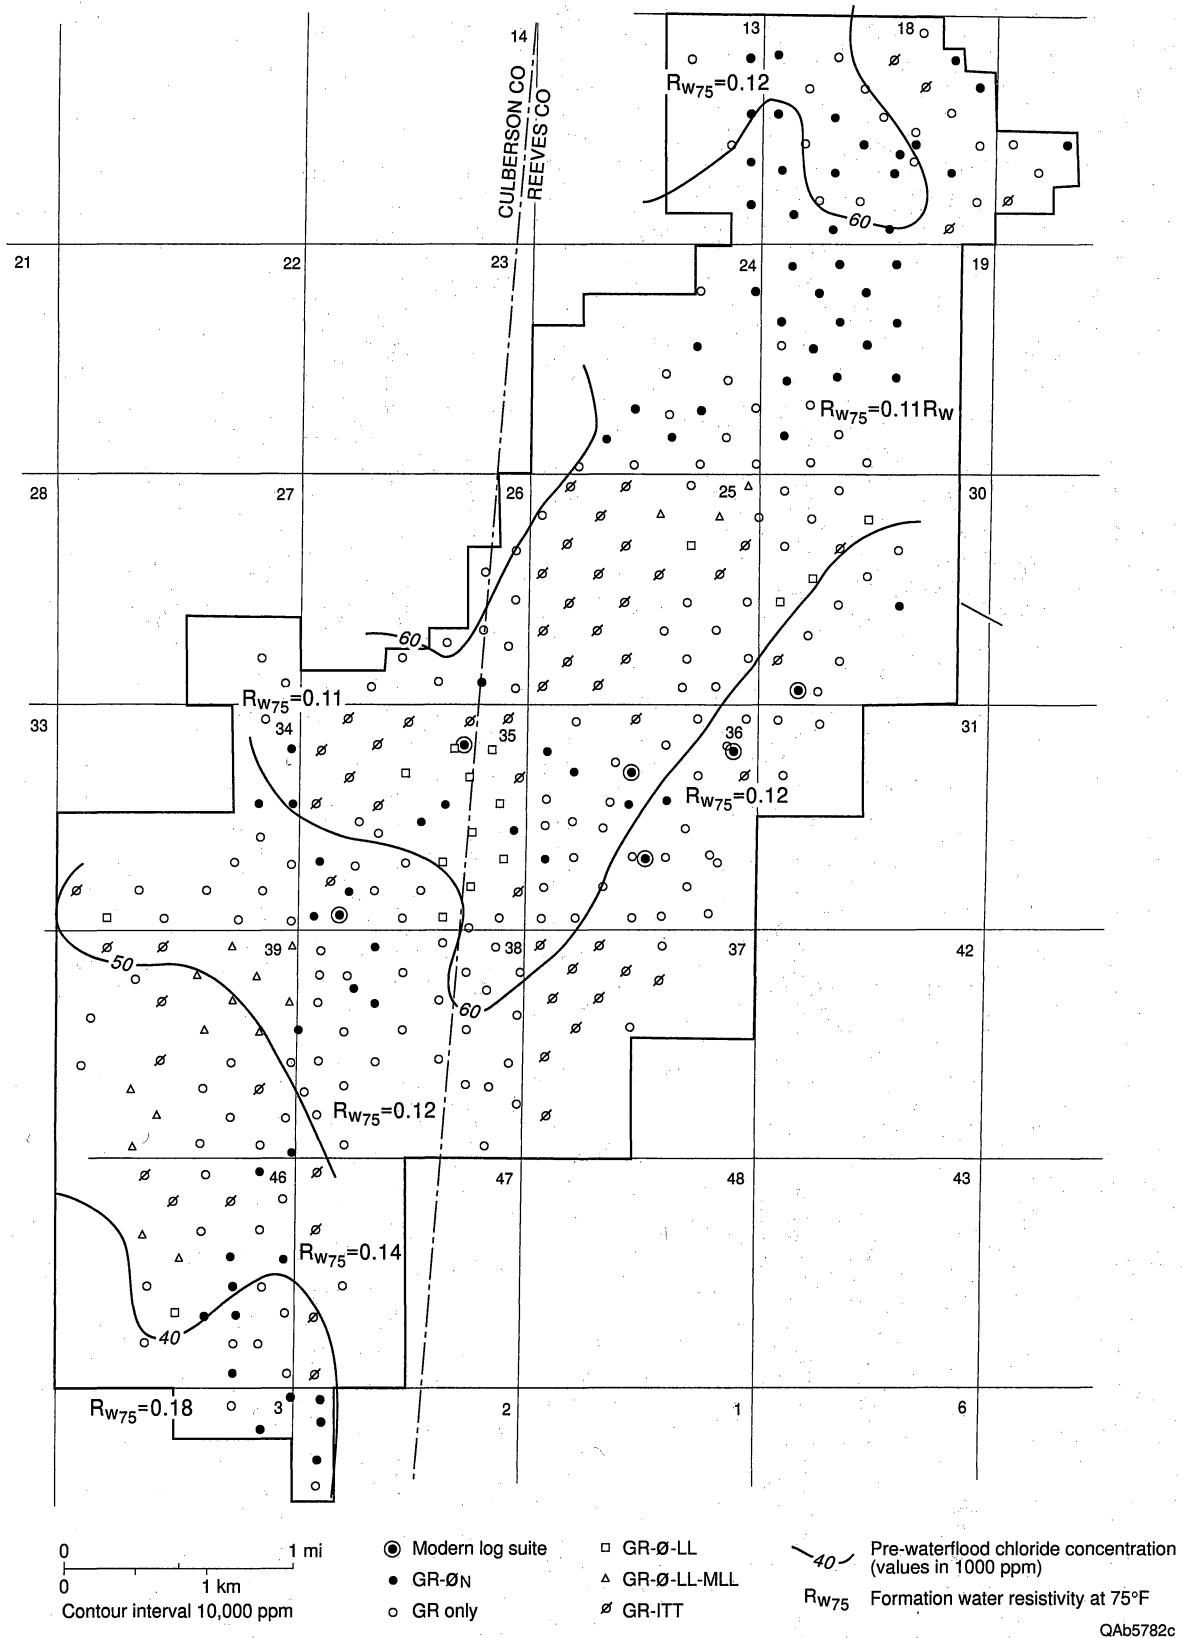 14
13
18
CULBERSON CO
REEVES CO
Rw75=0.12
60
21
22
23
24
19
Rw75=0.11Rw
28
27
26
25
30
60
Rw75=0.11
33
34
35
36
31
Rw75=0.12
50
39
38
37
42
60
Rw75=0.12
46
47
48
43
Rw75=0.14
40
Rw75=0.18
3
2
1
6
0 1 mi
0 1 km
Contour interval 10,000 ppm
Modern log suite
GR-ØN
GR only
GR-Ø-LL
GR-Ø-LL-MLL
GR-ITT
40
Pre-waterflood chloride concentration
(values in 1000 ppm)
Rw75 Formation water resistivity at 75°F
QAb5782c